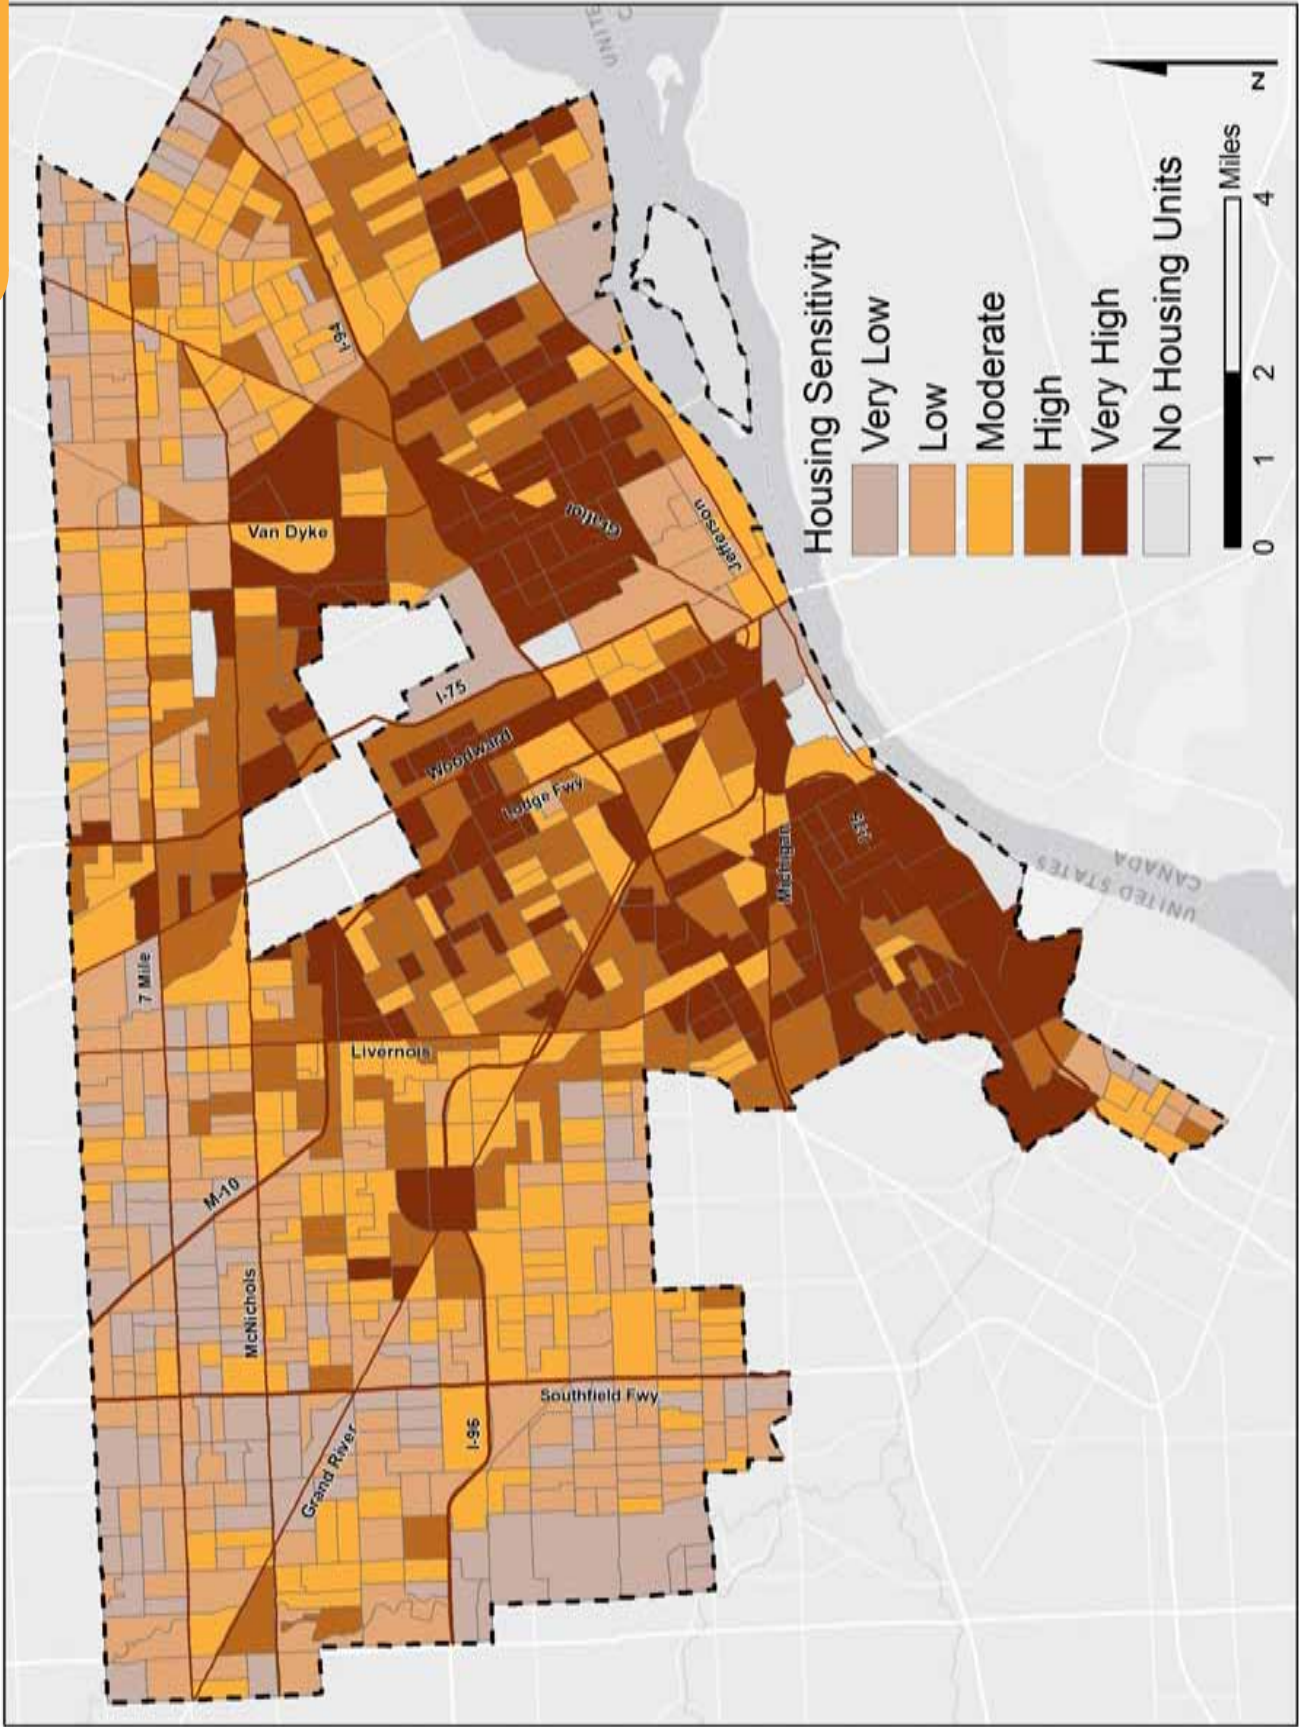 UNITED STATES
CANADA
Van Dyke
I-94
Gratiot
Jefferson
I-75
Woodward
Lodge Fwy
7 Mile
Livernois
Michigan
I-75
M-10
McNichols
Grand River
I-96
Southfield Fwy
Housing Sensitivity
Very Low
Low
Moderate
High
Very High
No Housing Units
0 1 2 4
Miles
N